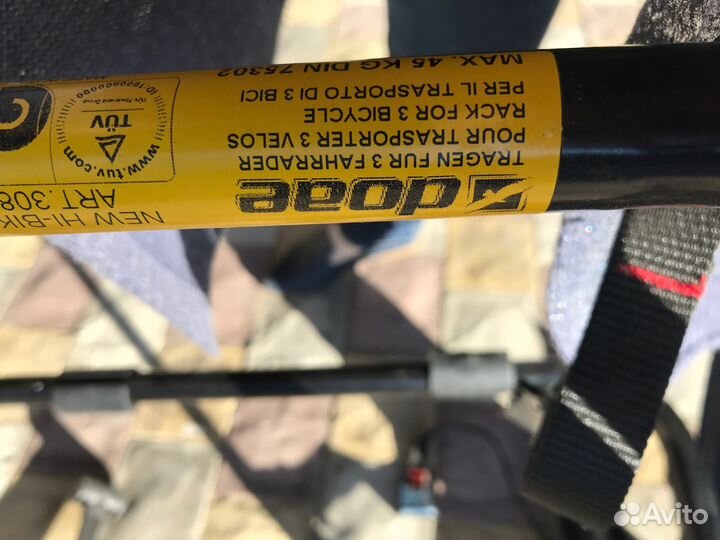 doae
TRAGEN FUR 3 FAHRRADER
POUR TRASPORTER 3 VELOS
RACK FOR 3 BICYCLE
PER IL TRASPORTO DI 3 BICI
MAX. 45 KG DIN 75302
NEW HI-BIK
ART. 308
www.tuv.com
TÜV
Avito